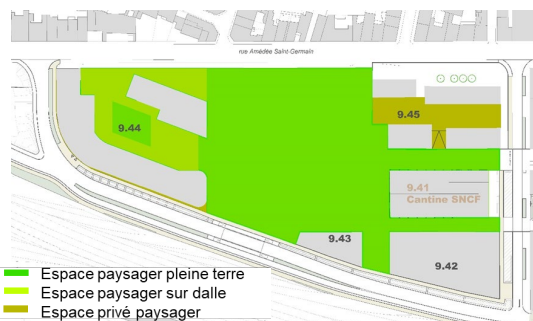 rue Amédée Saint-Germain
9.45
9.44
9.41
Cantine SNCF
9.43
9.42
Espace paysager pleine terre
Espace paysager sur dalle
Espace privé paysager